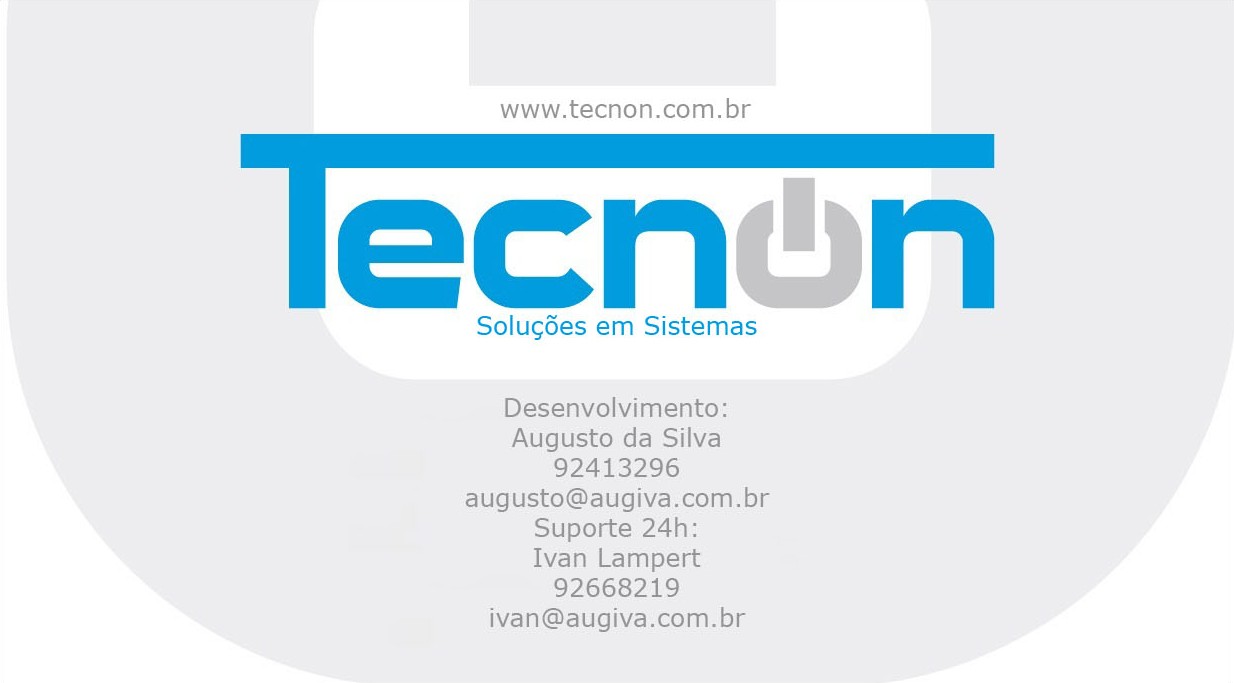 www.tecnon.com.br
Tecnon
Soluções em Sistemas
Desenvolvimento:
Augusto da Silva
92413296
augusto@augiva.com.br
Suporte 24h:
Ivan Lampert
92668219
ivan@augiva.com.br